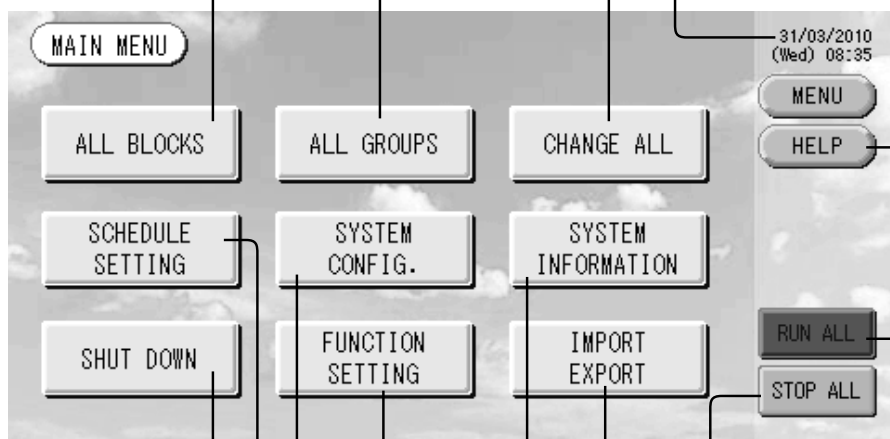 MAIN MENU
31/03/2010
(Wed) 08:35
MENU
HELP
ALL BLOCKS
ALL GROUPS
CHANGE ALL
SCHEDULE
SETTING
SYSTEM
CONFIG.
SYSTEM
INFORMATION
SHUT DOWN
FUNCTION
SETTING
IMPORT
EXPORT
RUN ALL
STOP ALL